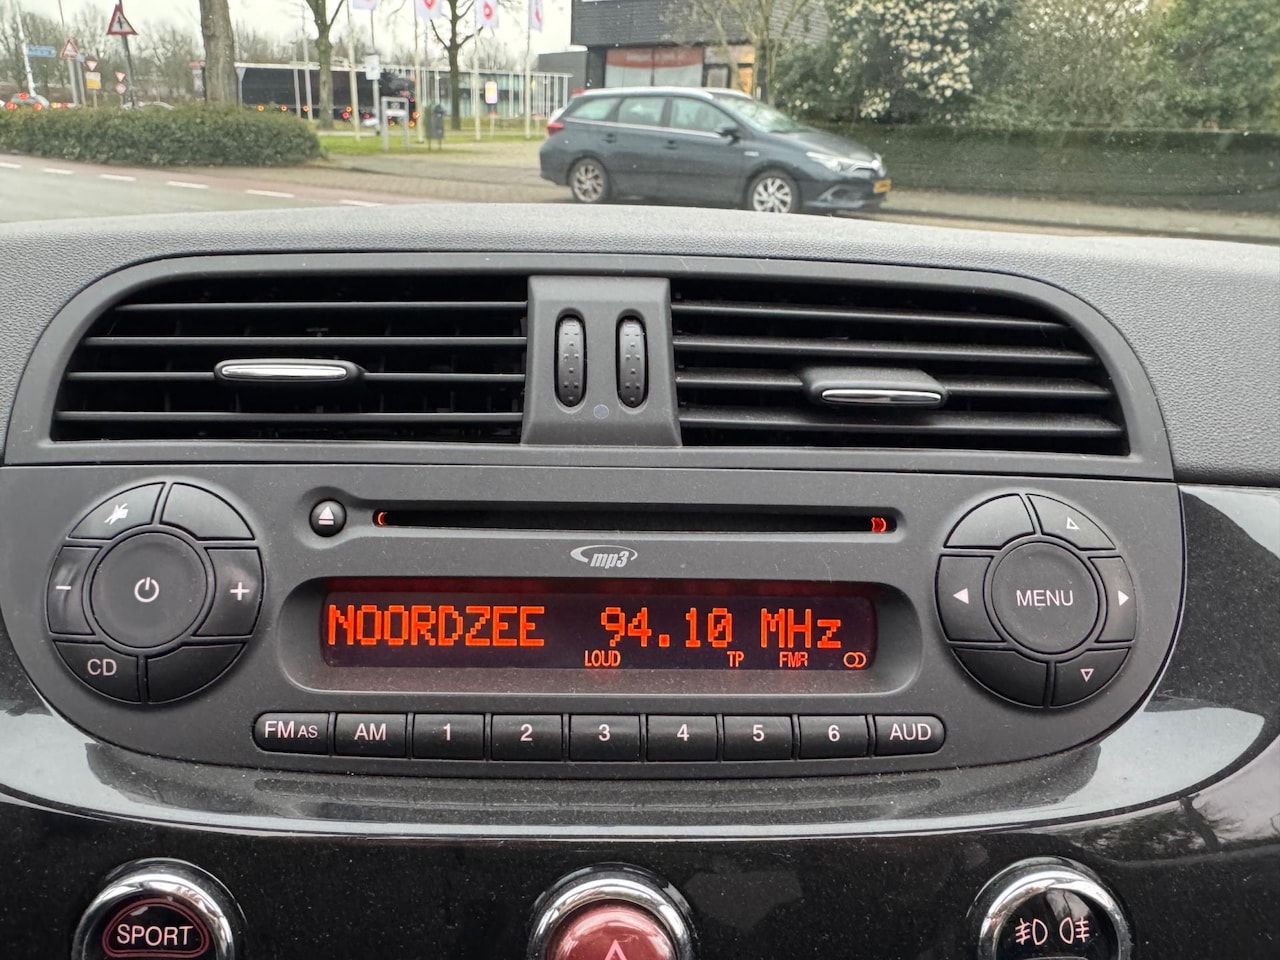 mp3
NOORDZEE 94.10 MHz
LOUD TP FMR
− +
CD
MENU
FM AS AM 1 2 3 4 5 6 AUD
SPORT